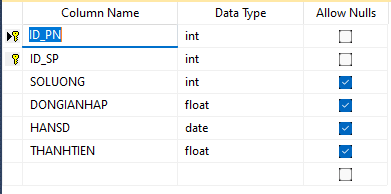 Column Name Data Type Allow Nulls
ID_PN int
ID_SP int
SOLUONG int
DONGIANHAP float
HANSD date
THANHTIEN float